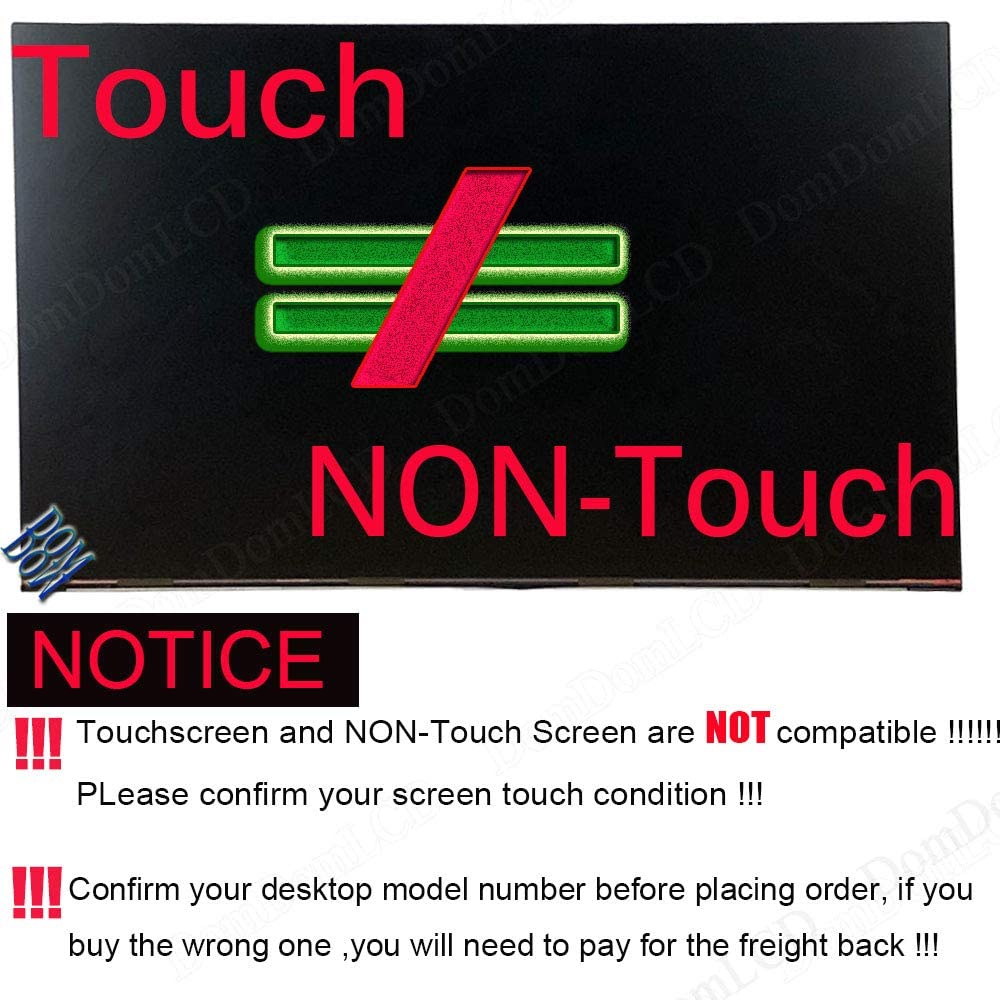 Touch
NON-Touch
DOM
DOM
NOTICE
!!! Touchscreen and NON-Touch Screen are NOT compatible !!!!!!
PLease confirm your screen touch condition !!!
!!! Confirm your desktop model number before placing order, if you
buy the wrong one ,you will need to pay for the freight back !!!
DomDomLCD